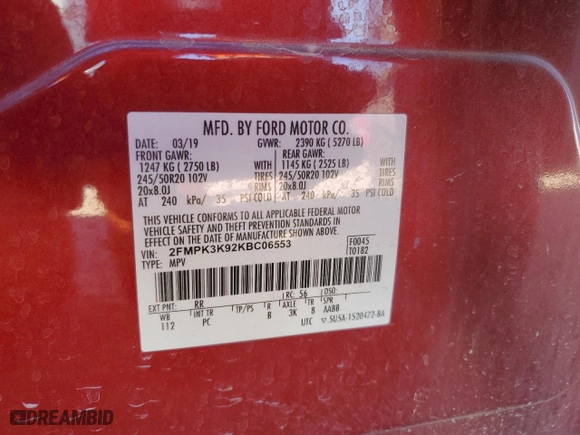 MFD. BY FORD MOTOR CO.
DATE: 03/19 GVWR: 2390 KG ( 5270 LB)
FRONT GAWR: REAR GAWR:
1247 KG ( 2750 LB) WITH 1145 KG ( 2525 LB) WITH
245/50R20 102V TIRES 245/50R20 102V TIRES
20x8.0J RIMS 20x8.0J RIMS
AT 240 kPa/ 35 PSI COLD AT 240 kPa/ 35 PSI COLD
THIS VEHICLE CONFORMS TO ALL APPLICABLE FEDERAL MOTOR
VEHICLE SAFETY AND THEFT PREVENTION STANDARDS IN
EFFECT ON THE DATE OF MANUFACTURE SHOWN ABOVE.
VIN: 2FMPK3K92KBC06553 F0045
TYPE: MPV T0182
EXT PNT: RR RC: 56 DSO:
WB INT TR TP/PS R AXLE TR SPR
112 PC 8 3K 8 AABB
UTC ▽ 5U5A-1520472-BA
DREAMBID